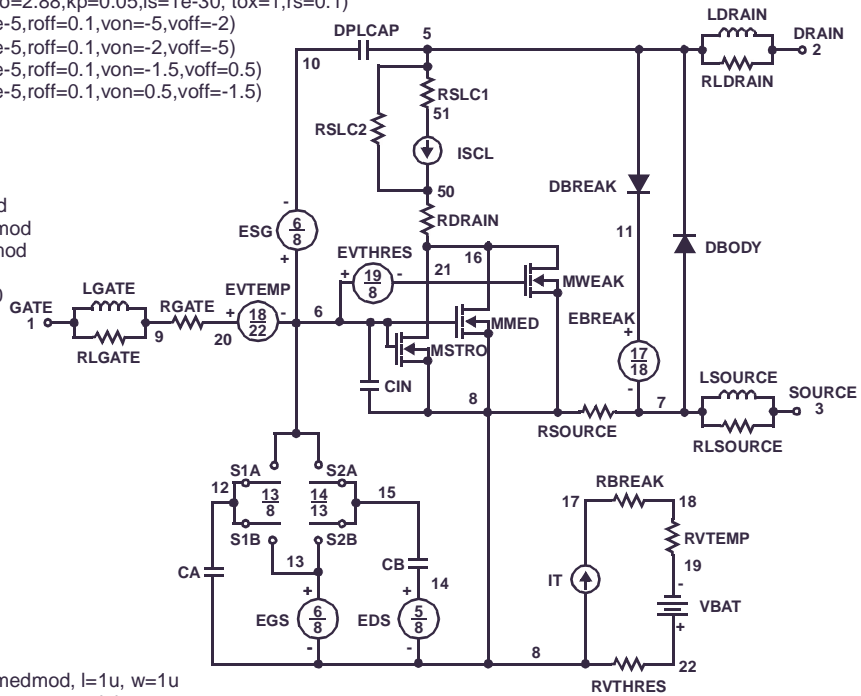 o=2.88,kp=0.05,is=1e-30, tox=1,rs=0.1)
e-5,roff=0.1,von=-5,voff=-2)
e-5,roff=0.1,von=-2,voff=-5)
e-5,roff=0.1,von=-1.5,voff=0.5)
e-5,roff=0.1,von=0.5,voff=-1.5)
DPLCAP
5
10
LDRAIN
DRAIN
2
RLDRAIN
RSLC1
51
RSLC2
ISCL
50
RDRAIN
DBREAK
11
DBODY
d
mod
mod
ESG
-
6
8
+
EVTHRES
+
19
8
-
21
16
MWEAK
LGATE
GATE
1
RLGATE
9
RGATE
20
EVTEMP
+
18
22
-
6
MMED
MSTRO
CIN
8
EBREAK
+
17
18
-
7
RSOURCE
LSOURCE
SOURCE
3
RLSOURCE
12
S1A
S2A
13
8
14
13
15
S1B
S2B
CA
13
CB
14
EGS
+
6
8
-
EDS
+
5
8
-
8
RBREAK
17
18
RVTEMP
19
IT
-
VBAT
+
22
RVTHRES
medmod, l=1u, w=1u